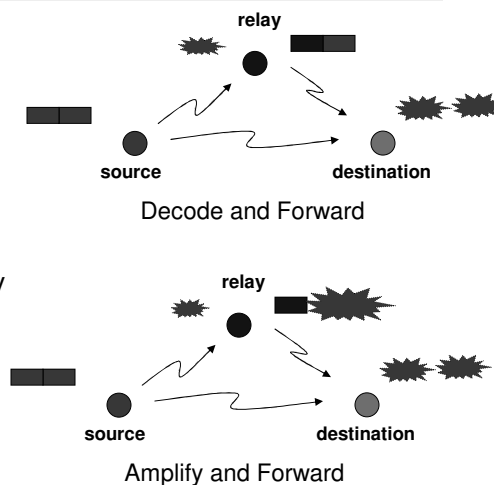 relay
source
destination
Decode and Forward
y
relay
source
destination
Amplify and Forward